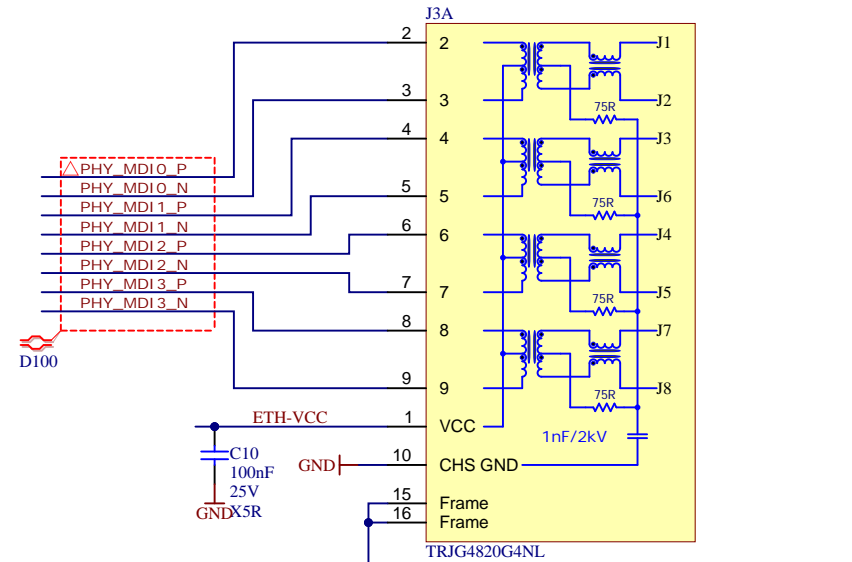 J3A
2 2 J1
3 3 J2
75R
4 4 J3
PHY_MDI0_P
PHY_MDI0_N 5 5 J6
PHY_MDI1_P 75R
PHY_MDI1_N 6 6 J4
PHY_MDI2_P
PHY_MDI2_N 7 7 J5
PHY_MDI3_P 75R
PHY_MDI3_N 8 8 J7
D100
9 9 J8
75R
ETH-VCC 1 VCC
1nF/2kV
C10
GND 10 CHS GND
100nF
25V
GND X5R
15 Frame
16 Frame
TRJG4820G4NL